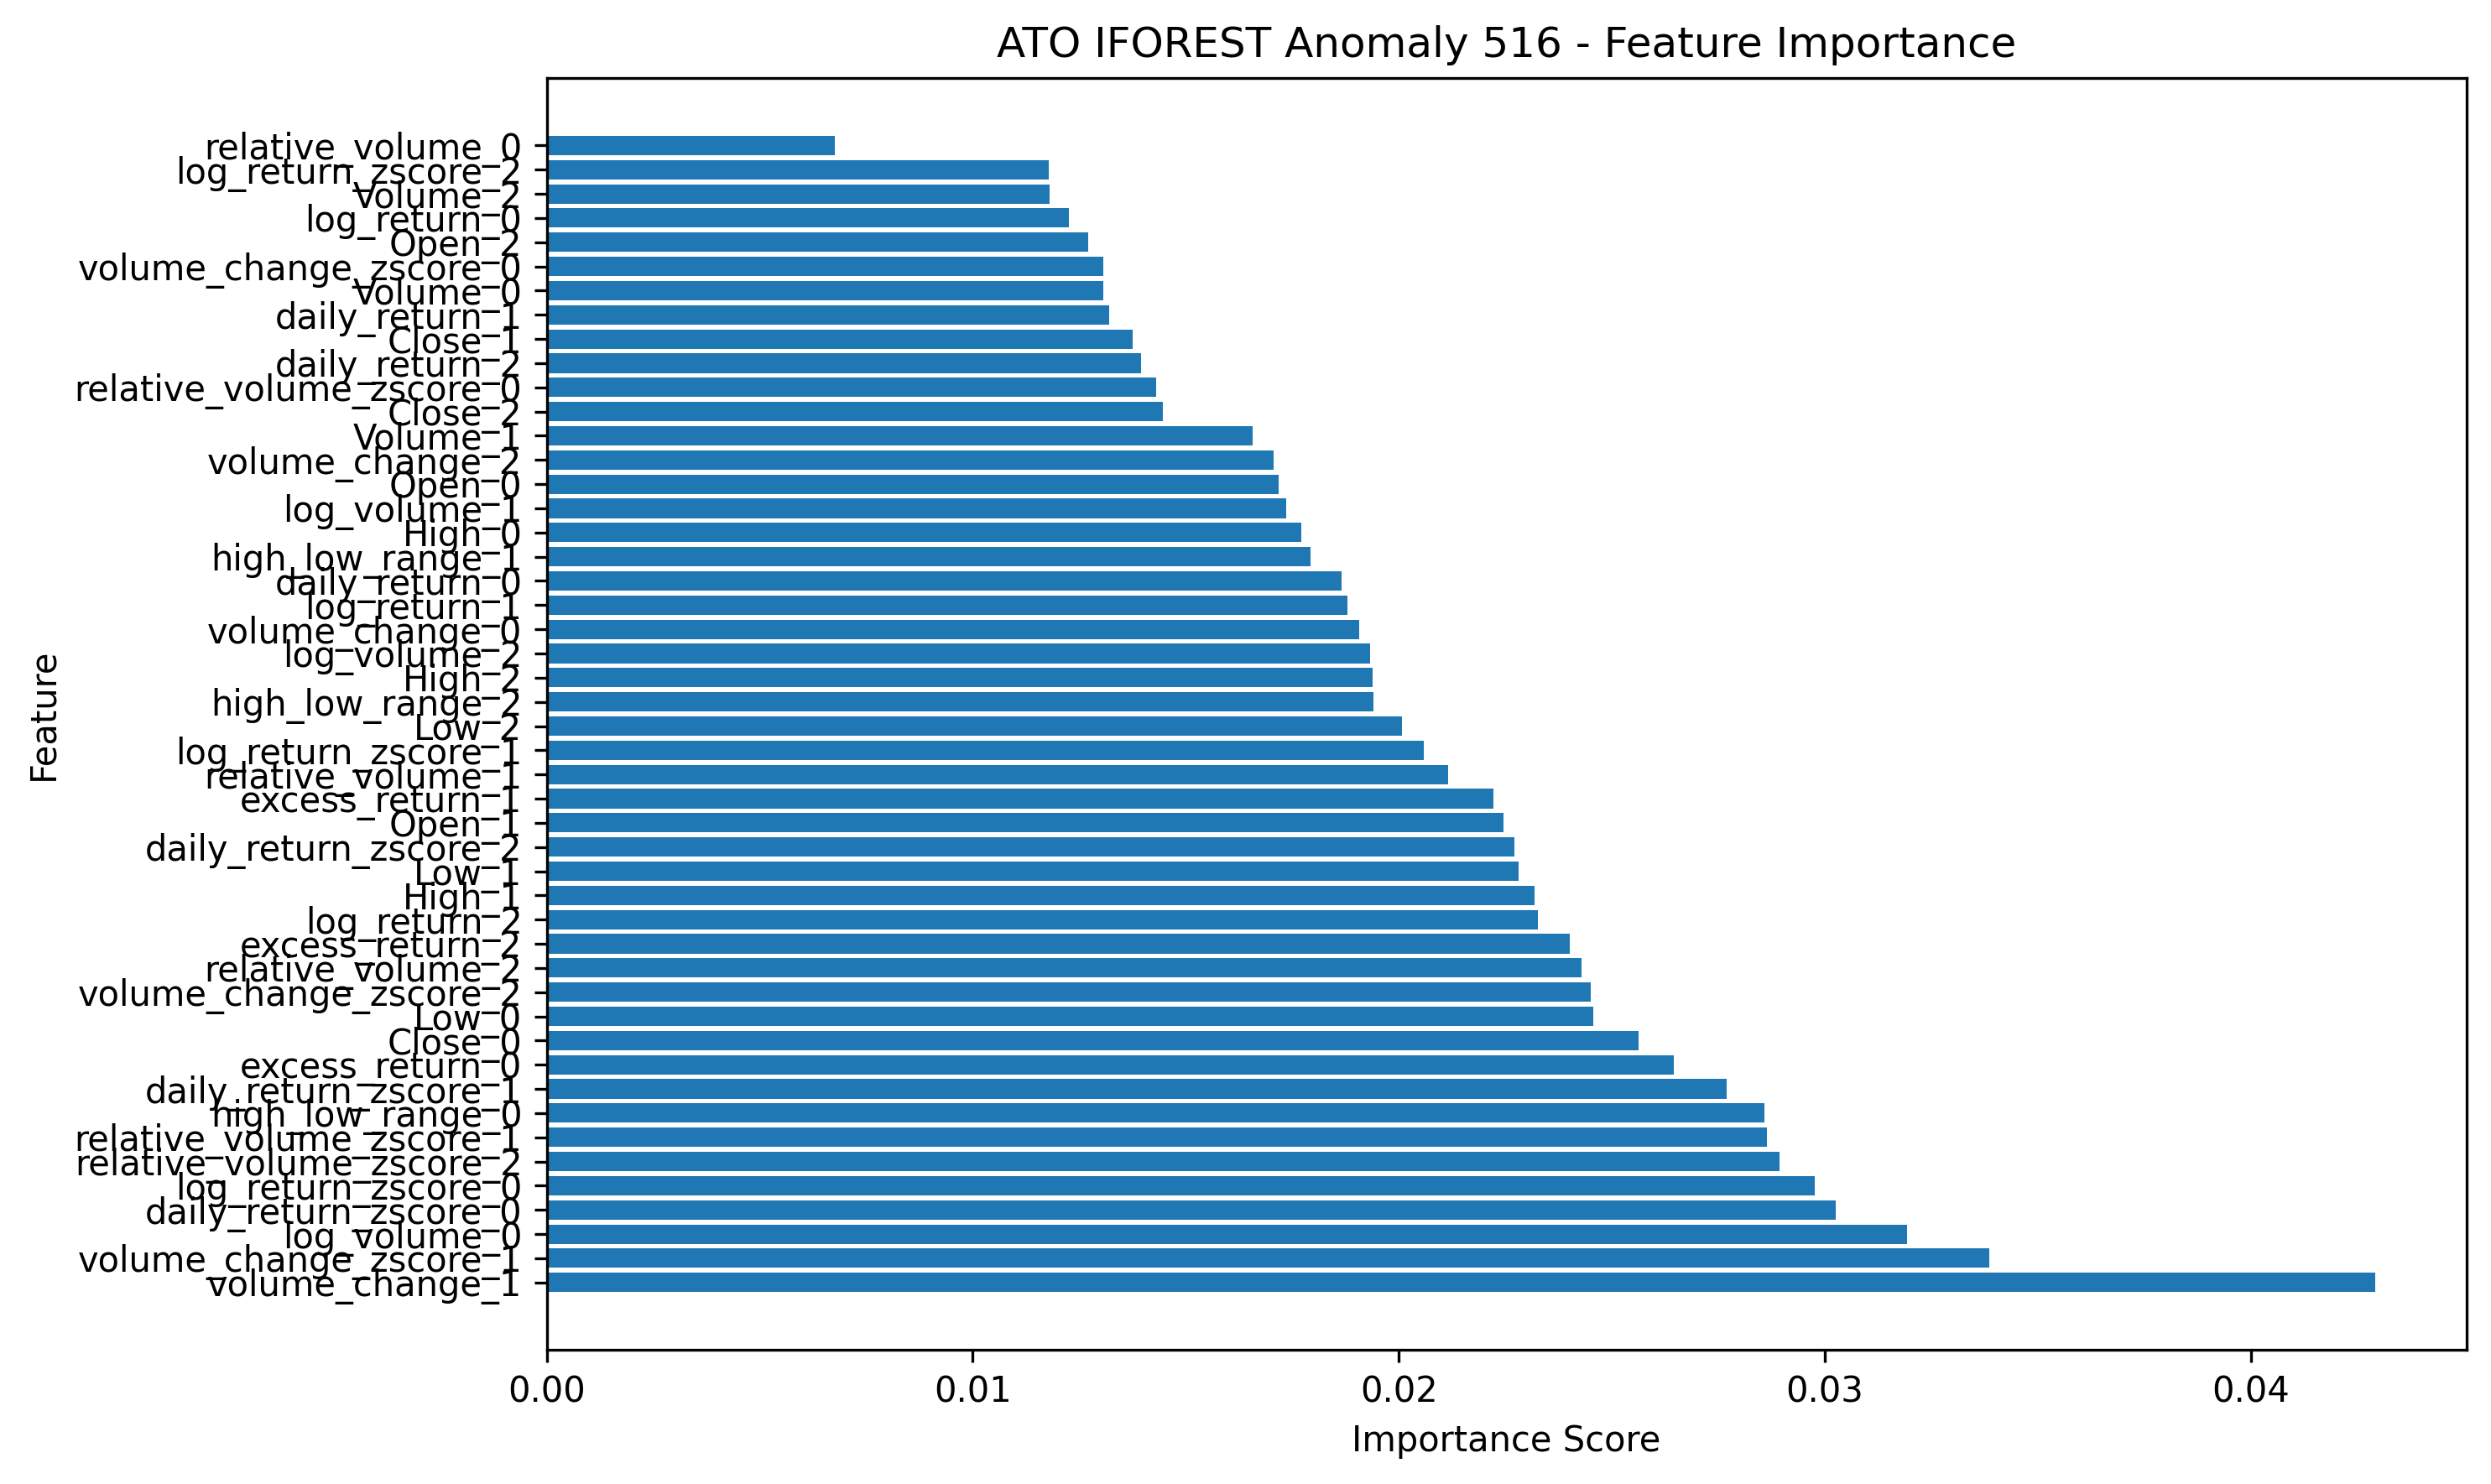 ATO IFOREST Anomaly 516 - Feature Importance
relative_volume_0
log_return_zscore_2
Volume_2
log_return_0
Open_2
volume_change_zscore_0
Volume_0
daily_return_1
Close_1
daily_return_2
relative_volume_zscore_0
Close_2
Volume_1
volume_change_2
Open_0
log_volume_1
High_0
high_low_range_1
daily_return_0
log_return_1
volume_change_0
log_volume_2
High_2
high_low_range_2
Low_2
log_return_zscore_1
relative_volume_1
excess_return_1
Open_1
daily_return_zscore_2
Low_1
High_1
log_return_2
excess_return_2
relative_volume_2
volume_change_zscore_2
Low_0
Close_0
excess_return_0
daily_return_zscore_1
high_low_range_0
relative_volume_zscore_1
relative_volume_zscore_2
log_return_zscore_0
daily_return_zscore_0
log_volume_0
volume_change_zscore_1
volume_change_1
Feature
0.00 0.01 0.02 0.03 0.04
Importance Score